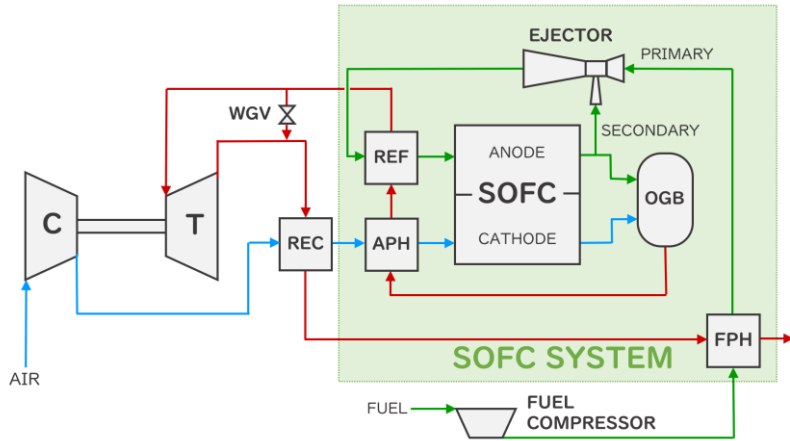 EJECTOR
PRIMARY
WGV
SECONDARY
REF
ANODE
SOFC
CATHODE
OGB
C
T
REC
APH
FPH
SOFC SYSTEM
AIR
FUEL
FUEL
COMPRESSOR